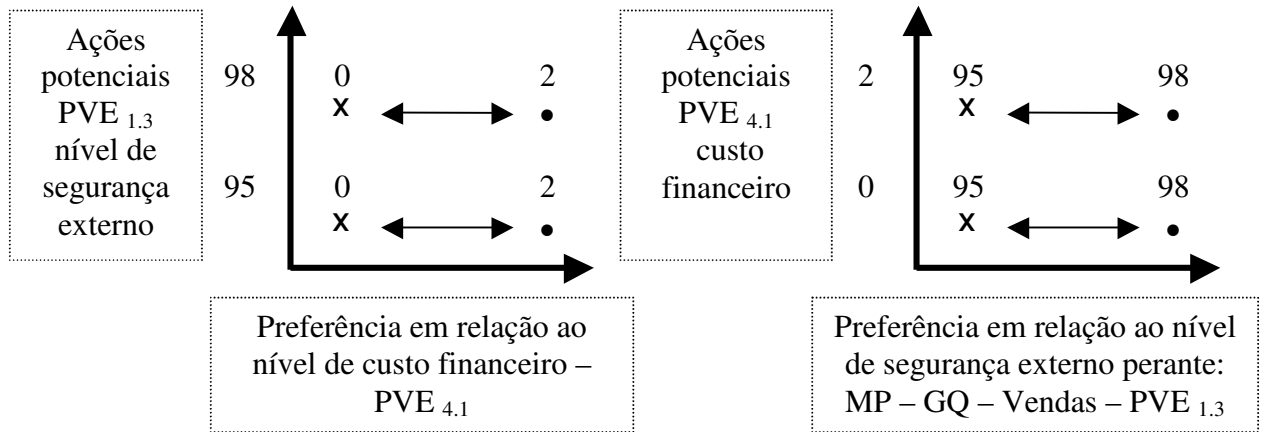 Ações
potenciais
PVE 1.3
nível de
segurança
externo
98
0
2
x
•
95
0
2
x
•
Preferência em relação ao
nível de custo financeiro –
PVE 4.1
Ações
potenciais
PVE 4.1
custo
financeiro
2
95
98
x
•
0
95
98
x
•
Preferência em relação ao nível
de segurança externo perante:
MP – GQ – Vendas – PVE 1.3